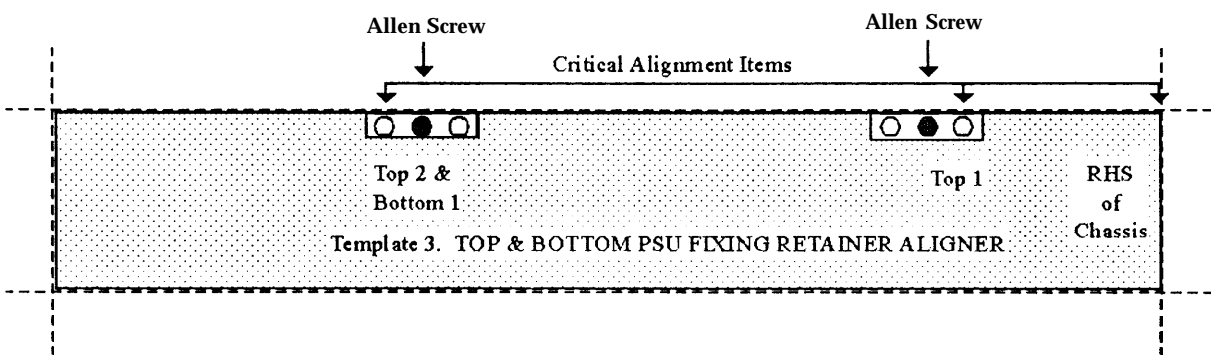 Allen Screw
Allen Screw
Critical Alignment Items
Top 2 &
Bottom 1
Top 1
RHS
of
Chassis
Template 3. TOP & BOTTOM PSU FIXING RETAINER ALIGNER